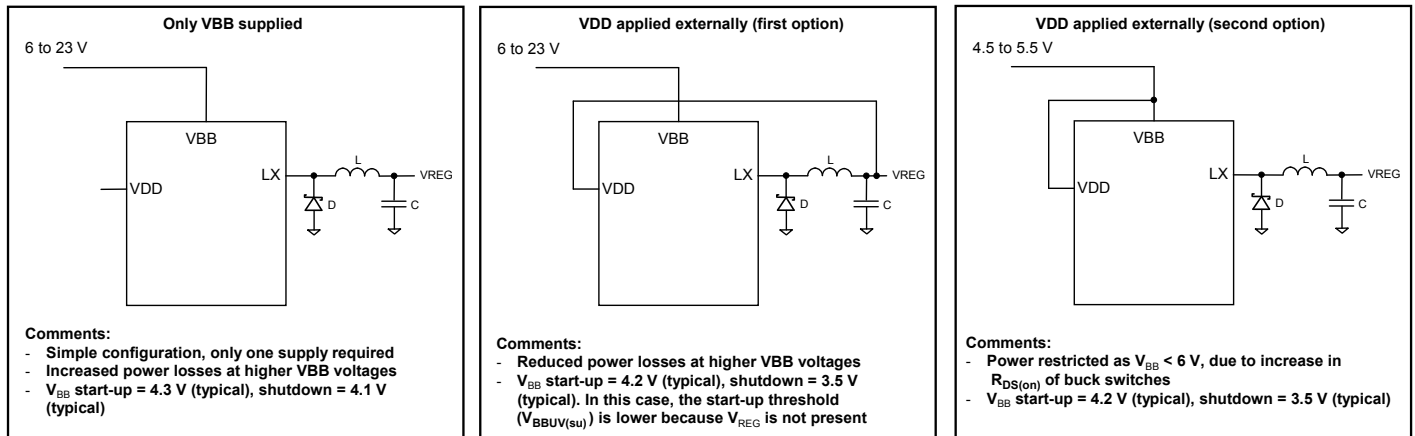 Only VBB supplied
6 to 23 V
VBB
VDD
LX
L
VREG
D
C
Comments:
- Simple configuration, only one supply required
- Increased power losses at higher VBB voltages
- VBB start-up = 4.3 V (typical), shutdown = 4.1 V
(typical)
VDD applied externally (first option)
6 to 23 V
VBB
VDD
LX
L
VREG
D
C
Comments:
- Reduced power losses at higher VBB voltages
- VBB start-up = 4.2 V (typical), shutdown = 3.5 V
(typical). In this case, the start-up threshold
(VBBUV(su)) is lower because VREG is not present
VDD applied externally (second option)
4.5 to 5.5 V
VBB
VDD
LX
L
VREG
D
C
Comments:
- Power restricted as VBB < 6 V, due to increase in
RDS(on) of buck switches
- VBB start-up = 4.2 V (typical), shutdown = 3.5 V (typical)